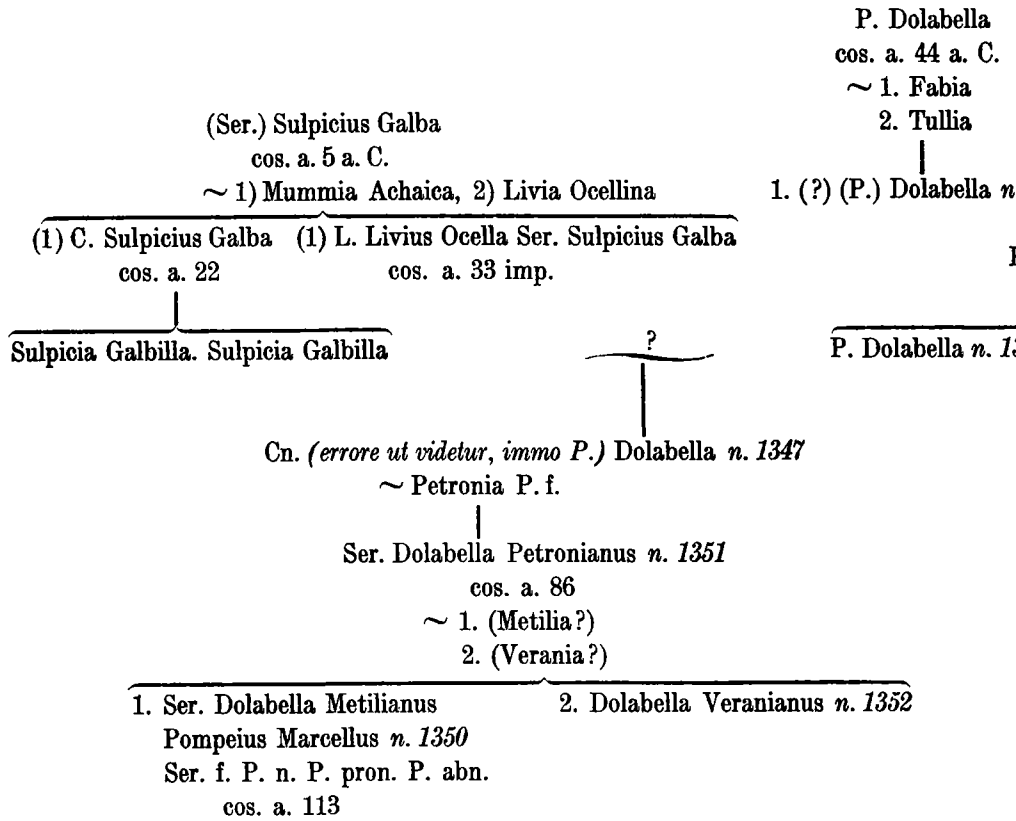 P. Dolabella
cos. a. 44 a. C.
~ 1. Fabia
2. Tullia
(Ser.) Sulpicius Galba
cos. a. 5 a. C.
~ 1) Mummia Achaica, 2) Livia Ocellina
1. (?) (P.) Dolabella n
(1) C. Sulpicius Galba (1) L. Livius Ocella Ser. Sulpicius Galba
cos. a. 22 cos. a. 33 imp.
Sulpicia Galbilla. Sulpicia Galbilla
?
P. Dolabella n. 13
Cn. (errore ut videtur, immo P.) Dolabella n. 1347
~ Petronia P. f.
Ser. Dolabella Petronianus n. 1351
cos. a. 86
~ 1. (Metilia?)
2. (Verania?)
1. Ser. Dolabella Metilianus 2. Dolabella Veranianus n. 1352
Pompeius Marcellus n. 1350
Ser. f. P. n. P. pron. P. abn.
cos. a. 113